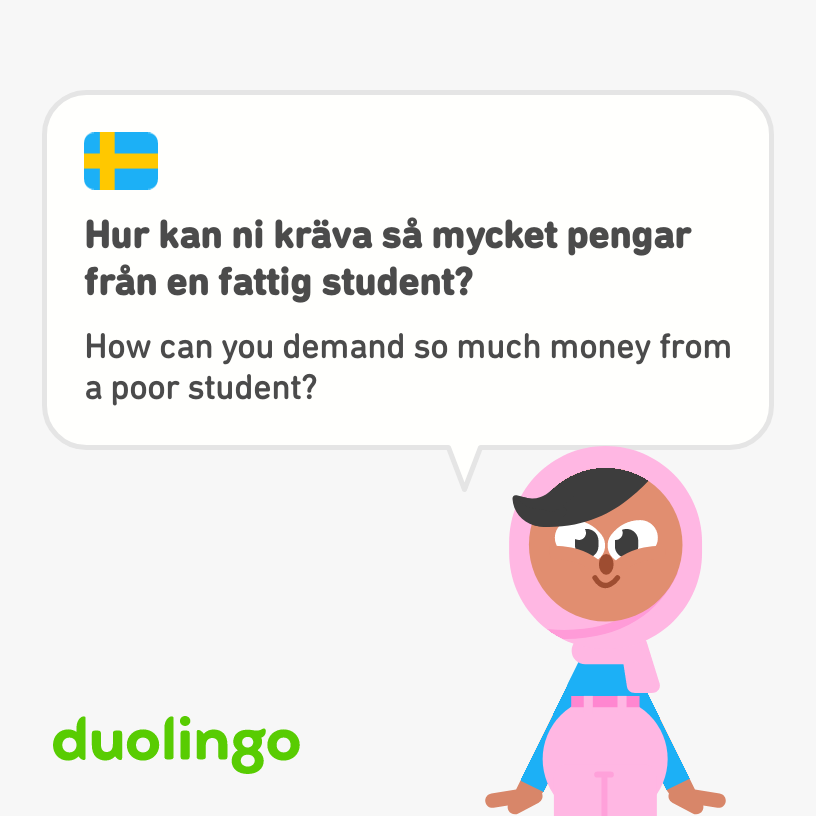 Hur kan ni kräva så mycket pengar
från en fattig student?
How can you demand so much money from
a poor student?
duolingo